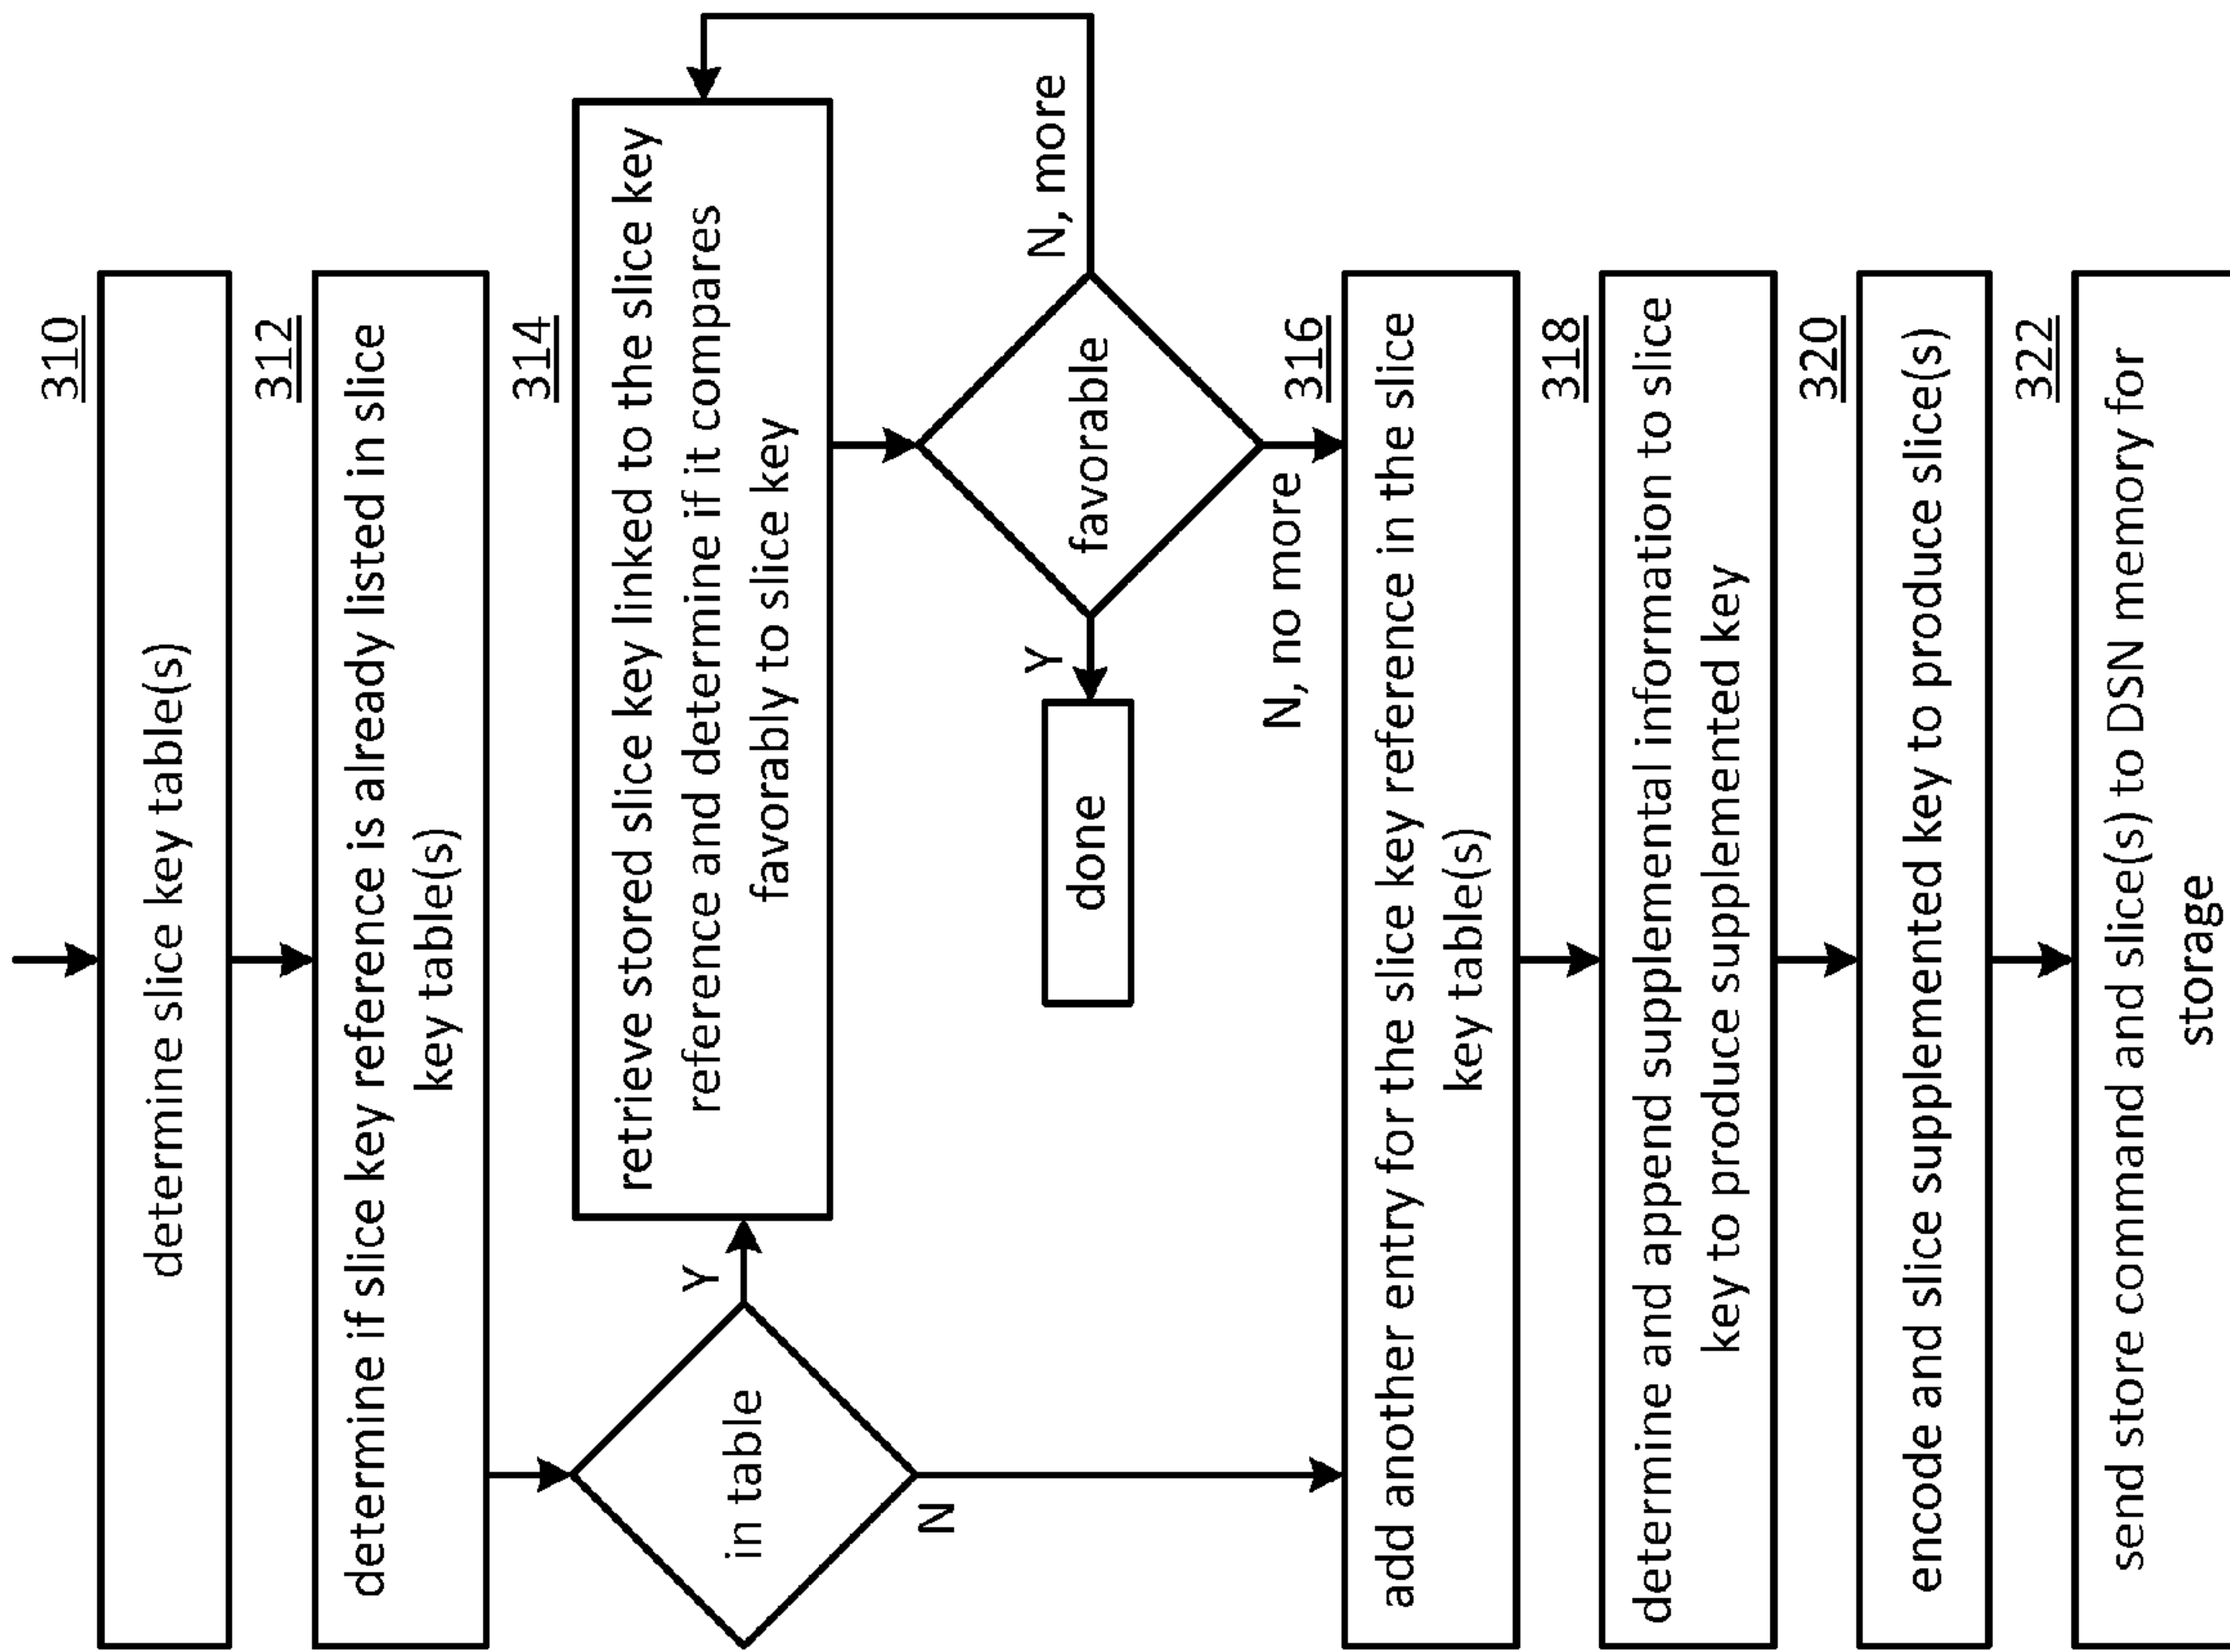 310
determine slice key table(s)
312
determine if slice key reference is already listed in slice
key table(s)
in table
Y
N
314
retrieve stored slice key linked to the slice key
reference and determine if it compares
favorably to slice key
favorable
N, more
Y
done
N, no more
316
add another entry for the slice key reference in the slice
key table(s)
318
determine and append supplemental information to slice
key to produce supplemented key
320
encode and slice supplemented key to produce slice(s)
322
send store command and slice(s) to DSN memory for
storage